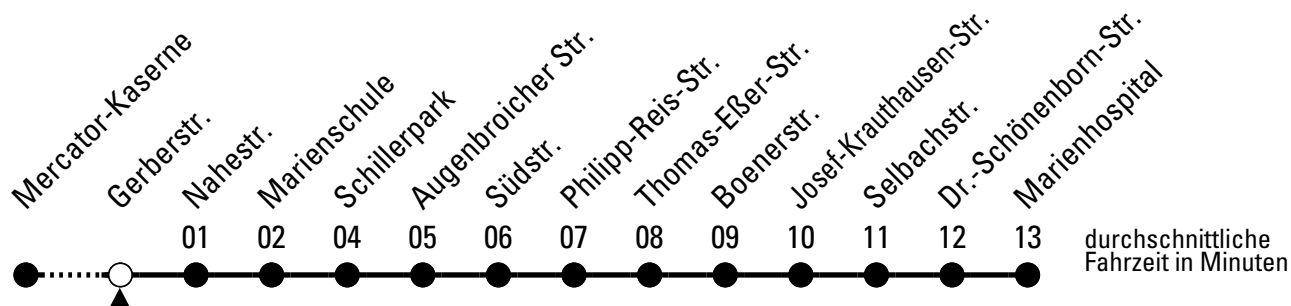 Mercator-Kaserne
Gerberstr.
Nahestr.
Marienschule
Schillerpark
Augenbroicher Str.
Südstr.
Philipp-Reis-Str.
Thomas-Eßer-Str.
Boenerstr.
Josef-Krauthausen-Str.
Selbachstr.
Dr.-Schönenborn-Str.
Marienhospital
01 02 04 05 06 07 08 09 10 11 12 13
durchschnittliche
Fahrzeit in Minuten